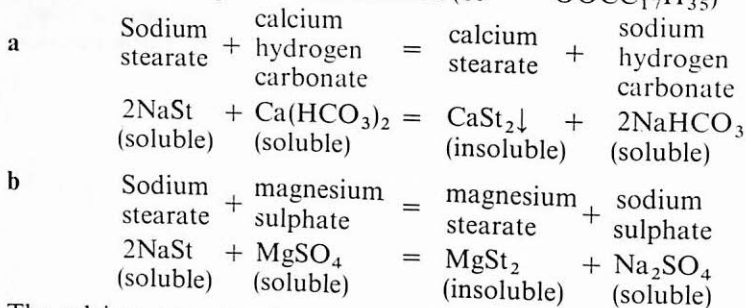 OOCC₁₇H₃₅)
a Sodium stearate + calcium hydrogen carbonate = calcium stearate + sodium hydrogen carbonate
2NaSt + Ca(HCO₃)₂ = CaSt₂↓ + 2NaHCO₃
(soluble) (soluble) (insoluble) (soluble)
b Sodium stearate + magnesium sulphate = magnesium stearate + sodium sulphate
2NaSt + MgSO₄ = MgSt₂ + Na₂SO₄
(soluble) (soluble) (insoluble) (soluble)